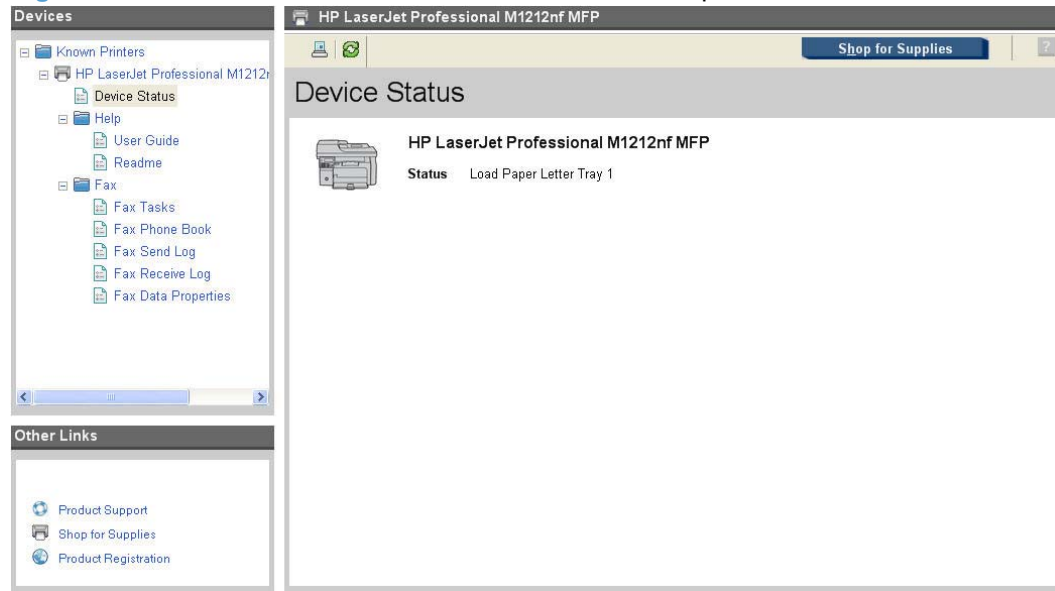 Devices
Known Printers
HP LaserJet Professional M1212
Device Status
Help
User Guide
Readme
Fax
Fax Tasks
Fax Phone Book
Fax Send Log
Fax Receive Log
Fax Data Properties
Other Links
Product Support
Shop for Supplies
Product Registration
HP LaserJet Professional M1212nf MFP
Shop for Supplies
?
Device Status
HP LaserJet Professional M1212nf MFP
Status Load Paper Letter Tray 1